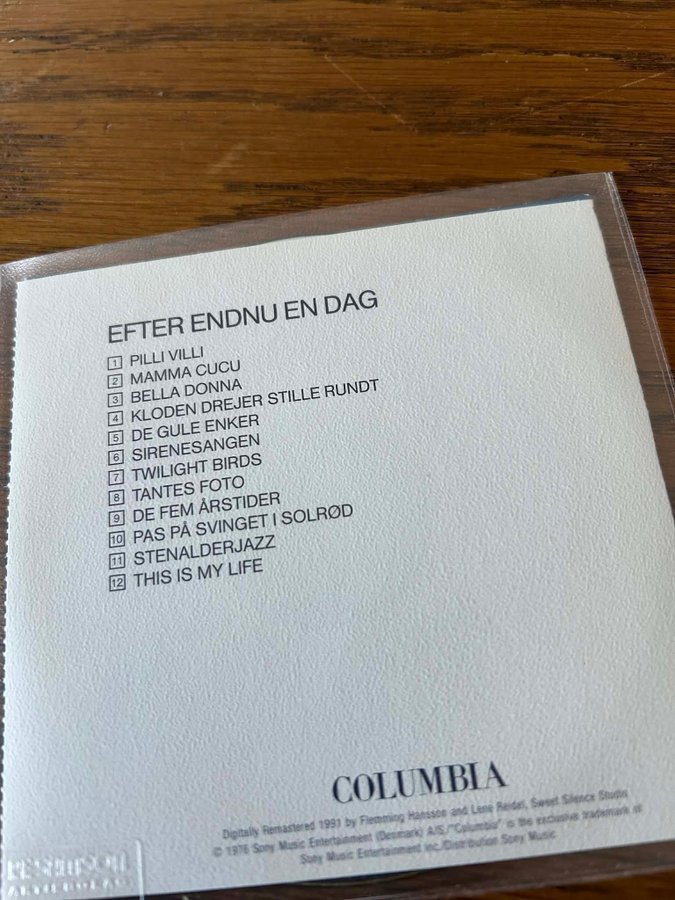 EFTER ENDNU EN DAG
1 PILLI VILLI
2 MAMMA CUCU
3 BELLA DONNA
4 KLODEN DREJER STILLE RUNDT
5 DE GULE ENKER
6 SIRENESANGEN
7 TWILIGHT BIRDS
8 TANTES FOTO
9 DE FEM ÅRSTIDER
10 PAS PÅ SVINGET I SOLRØD
11 STENALDERJAZZ
12 THIS IS MY LIFE
COLUMBIA
Digitally Remastered 1991 by Flemming Hansson and Lene Reidel, Sweet Silence Studio
© 1976 Sony Music Entertainment (Denmark) A/S./"Columbia" is the exclusive trademark of
Sony Music Entertainment Inc./Distribution Sony Music